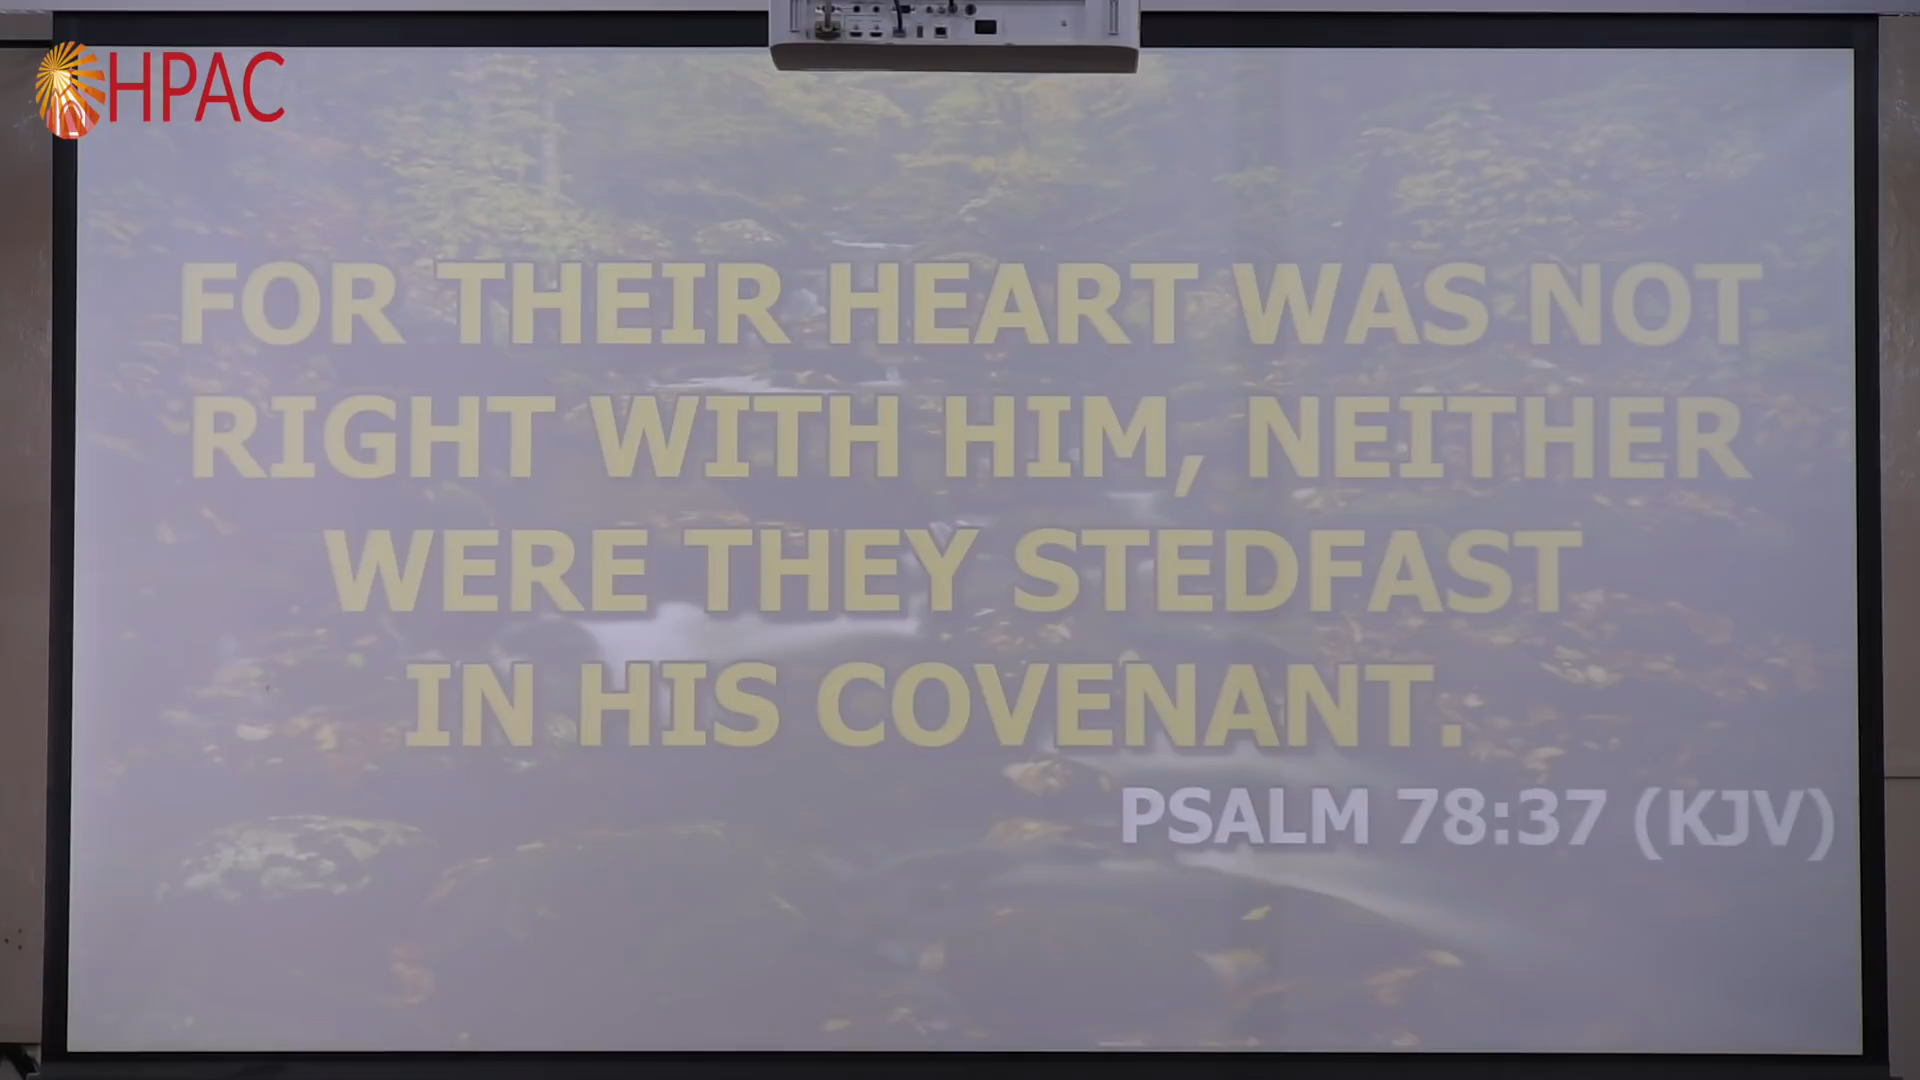 HPAC
FOR THEIR HEART WAS NOT
RIGHT WITH HIM, NEITHER
WERE THEY STEDFAST
IN HIS COVENANT.
PSALM 78:37 (KJV)